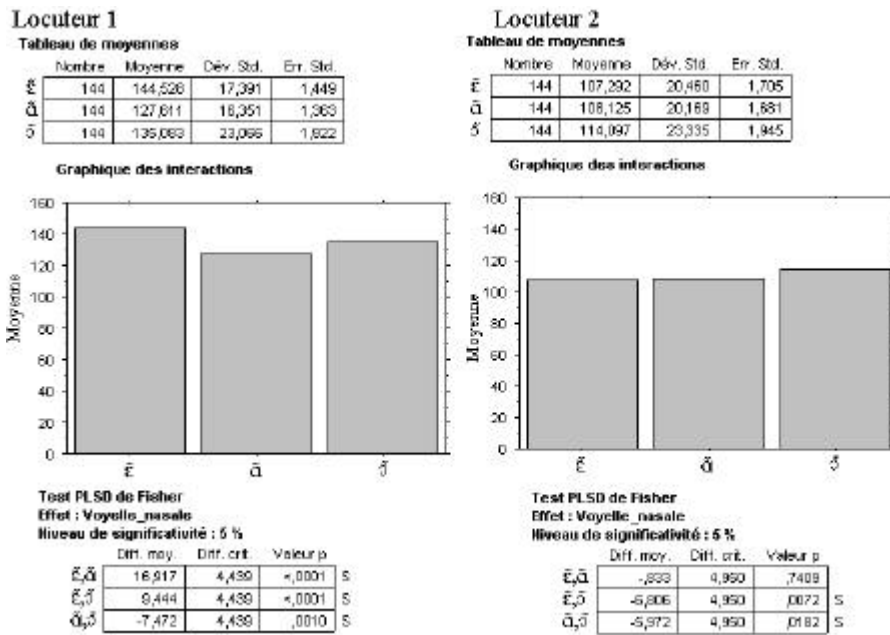 Locuteur 1
Tableau de moyennes
Nombre Moyenne Dév. Std. Err. Std.
ɛ̃ 144 144,528 17,391 1,449
ɑ̃ 144 127,611 16,351 1,363
ɔ̃ 144 135,083 23,066 1,922
Graphique des interactions
Moyenne
160
140
120
100
80
60
40
20
0
ɛ̃ ɑ̃ ɔ̃
Test PLSD de Fisher
Effet : Voyelle_nasale
Niveau de significativité : 5 %
Diff. moy. Diff. crit. Valeur p
ɛ̃,ɑ̃ 16,917 4,439 <,0001 S
ɛ̃,ɔ̃ 9,444 4,439 <,0001 S
ɑ̃,ɔ̃ -7,472 4,439 ,0010 S
Locuteur 2
Tableau de moyennes
Nombre Moyenne Dév. Std. Err. Std.
ɛ̃ 144 107,292 20,460 1,705
ɑ̃ 144 108,125 20,169 1,681
ɔ̃ 144 114,097 23,335 1,945
Graphique des interactions
Moyenne
160
140
120
100
80
60
40
20
0
ɛ̃ ɑ̃ ɔ̃
Test PLSD de Fisher
Effet : Voyelle_nasale
Niveau de significativité : 5 %
Diff. moy. Diff. crit. Valeur p
ɛ̃,ɑ̃ -,833 4,950 ,7409
ɛ̃,ɔ̃ -6,806 4,950 ,0072 S
ɑ̃,ɔ̃ -5,972 4,950 ,0182 S